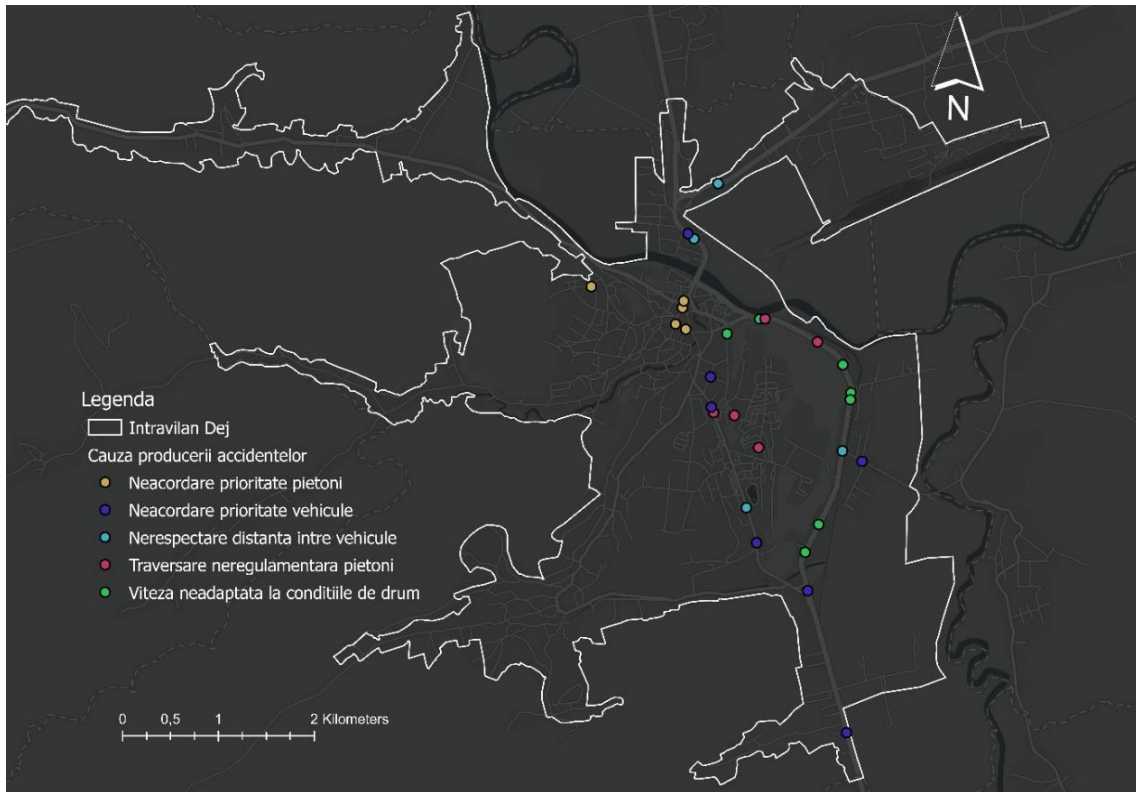 N
Legenda
Intravilan Dej
Cauza producerii accidentelor
Neacordare prioritate pietoni
Neacordare prioritate vehicule
Nerespectare distanta intre vehicule
Traversare neregulamentara pietoni
Viteza neadaptata la conditiile de drum
0 0,5 1 2 Kilometers